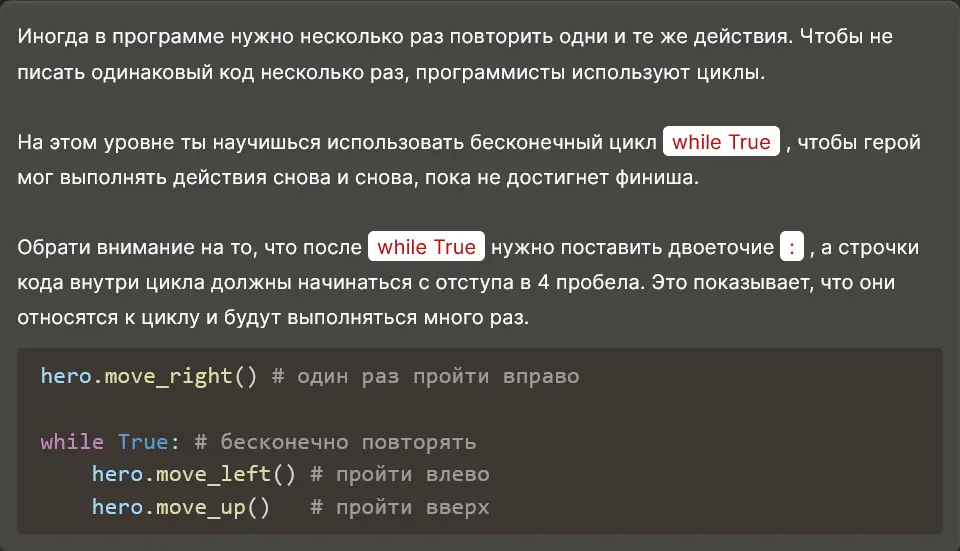 Иногда в программе нужно несколько раз повторить одни и те же действия. Чтобы не
писать одинаковый код несколько раз, программисты используют циклы.
На этом уровне ты научишься использовать бесконечный цикл while True , чтобы герой
мог выполнять действия снова и снова, пока не достигнет финиша.
Обрати внимание на то, что после while True нужно поставить двоеточие : , а строчки
кода внутри цикла должны начинаться с отступа в 4 пробела. Это показывает, что они
относятся к циклу и будут выполняться много раз.
hero.move_right() # один раз пройти вправо
while True: # бесконечно повторять
    hero.move_left() # пройти влево
    hero.move_up()   # пройти вверх